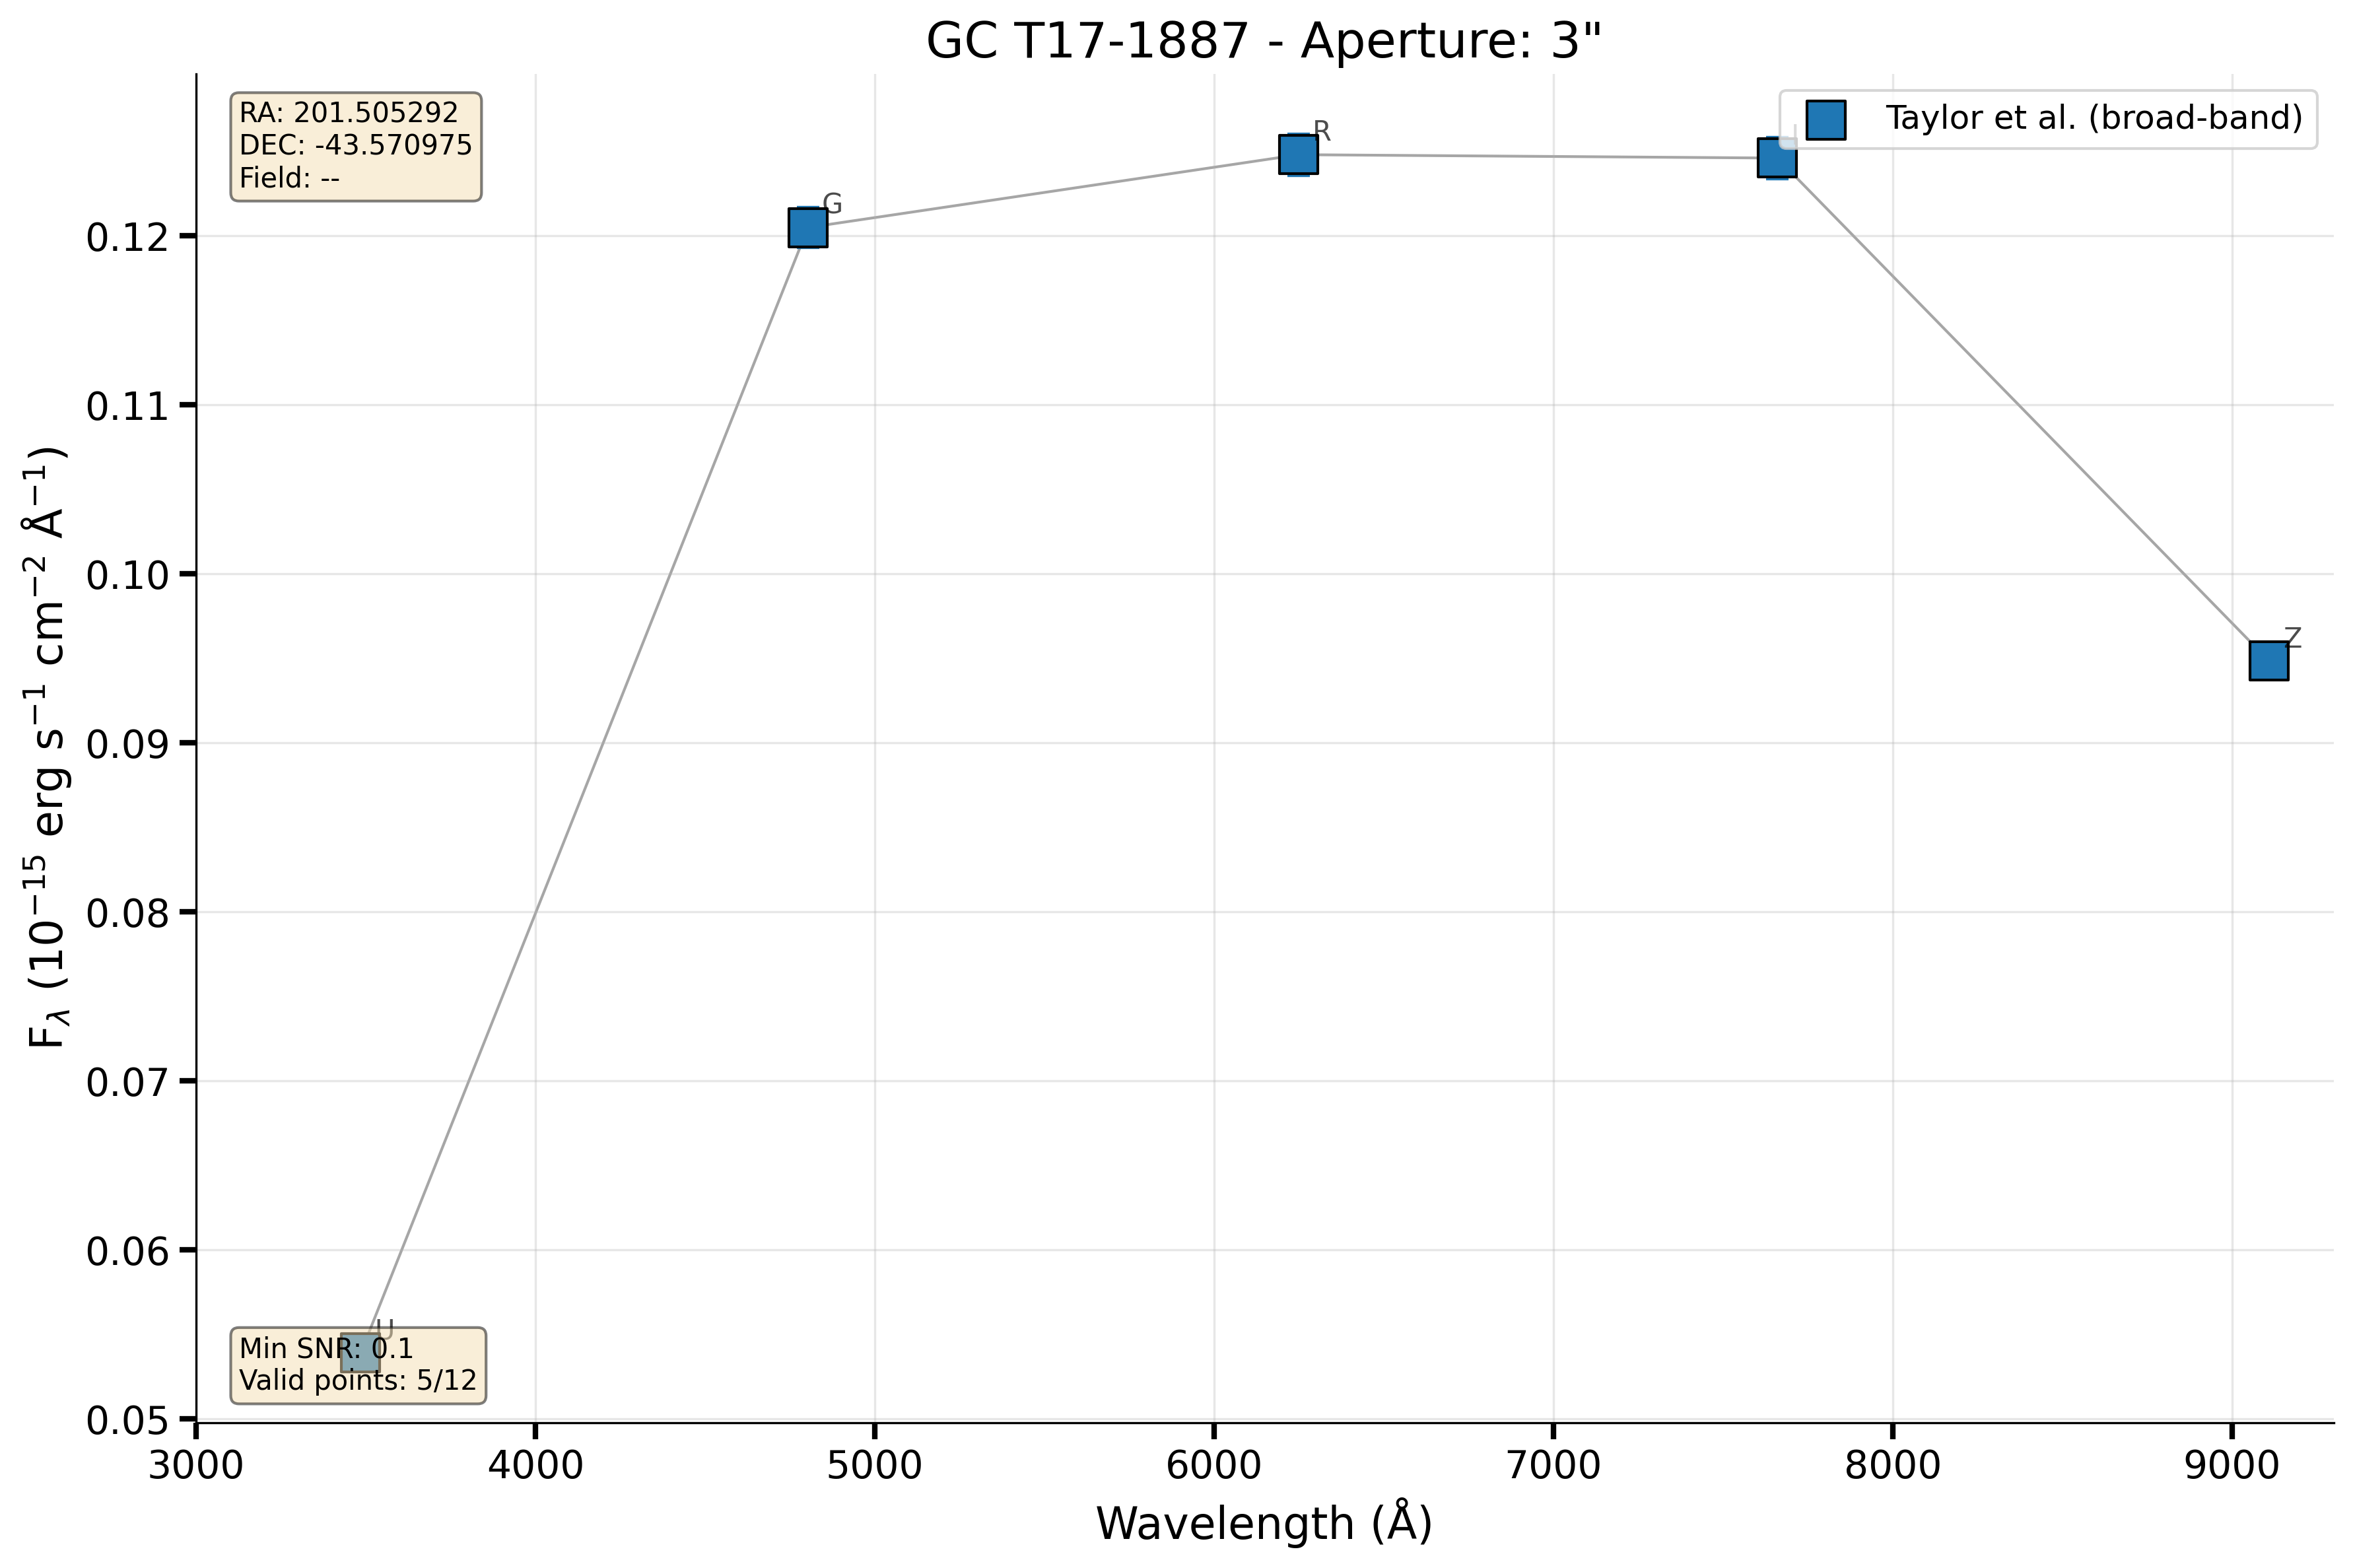 GC T17-1887 - Aperture: 3"
RA: 201.505292
DEC: -43.570975
Field: --
Taylor et al. (broad-band)
R
I
G
Z
U
Min SNR: 0.1
Valid points: 5/12
0.12
0.11
0.10
0.09
0.08
0.07
0.06
0.05
F_λ (10⁻¹⁵ erg s⁻¹ cm⁻² Å⁻¹)
3000 4000 5000 6000 7000 8000 9000
Wavelength (Å)